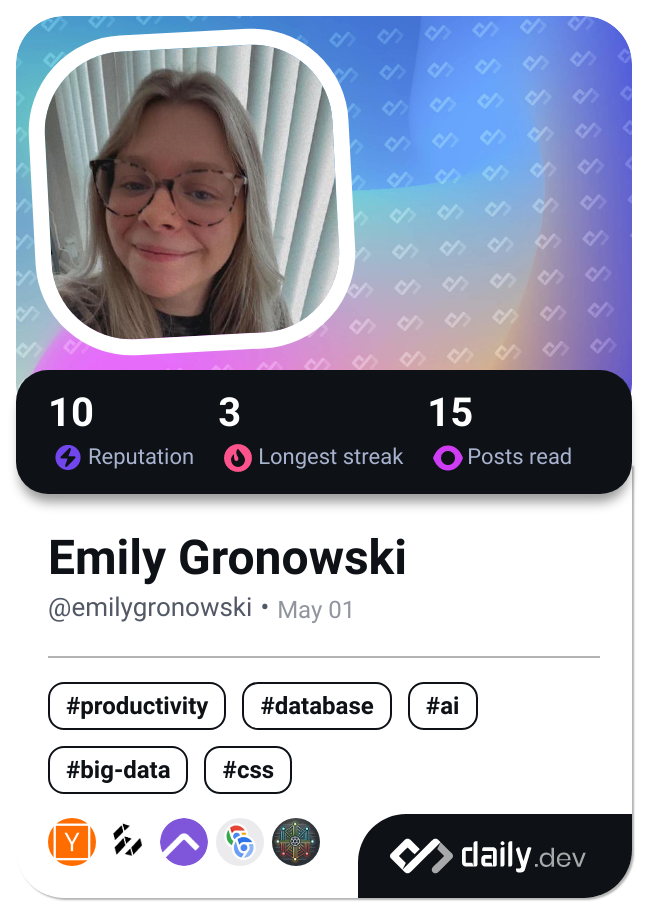 10 3 15
Reputation Longest streak Posts read
Emily Gronowski
@emilygronowski • May 01
#productivity #database #ai
#big-data #css
Y
daily.dev